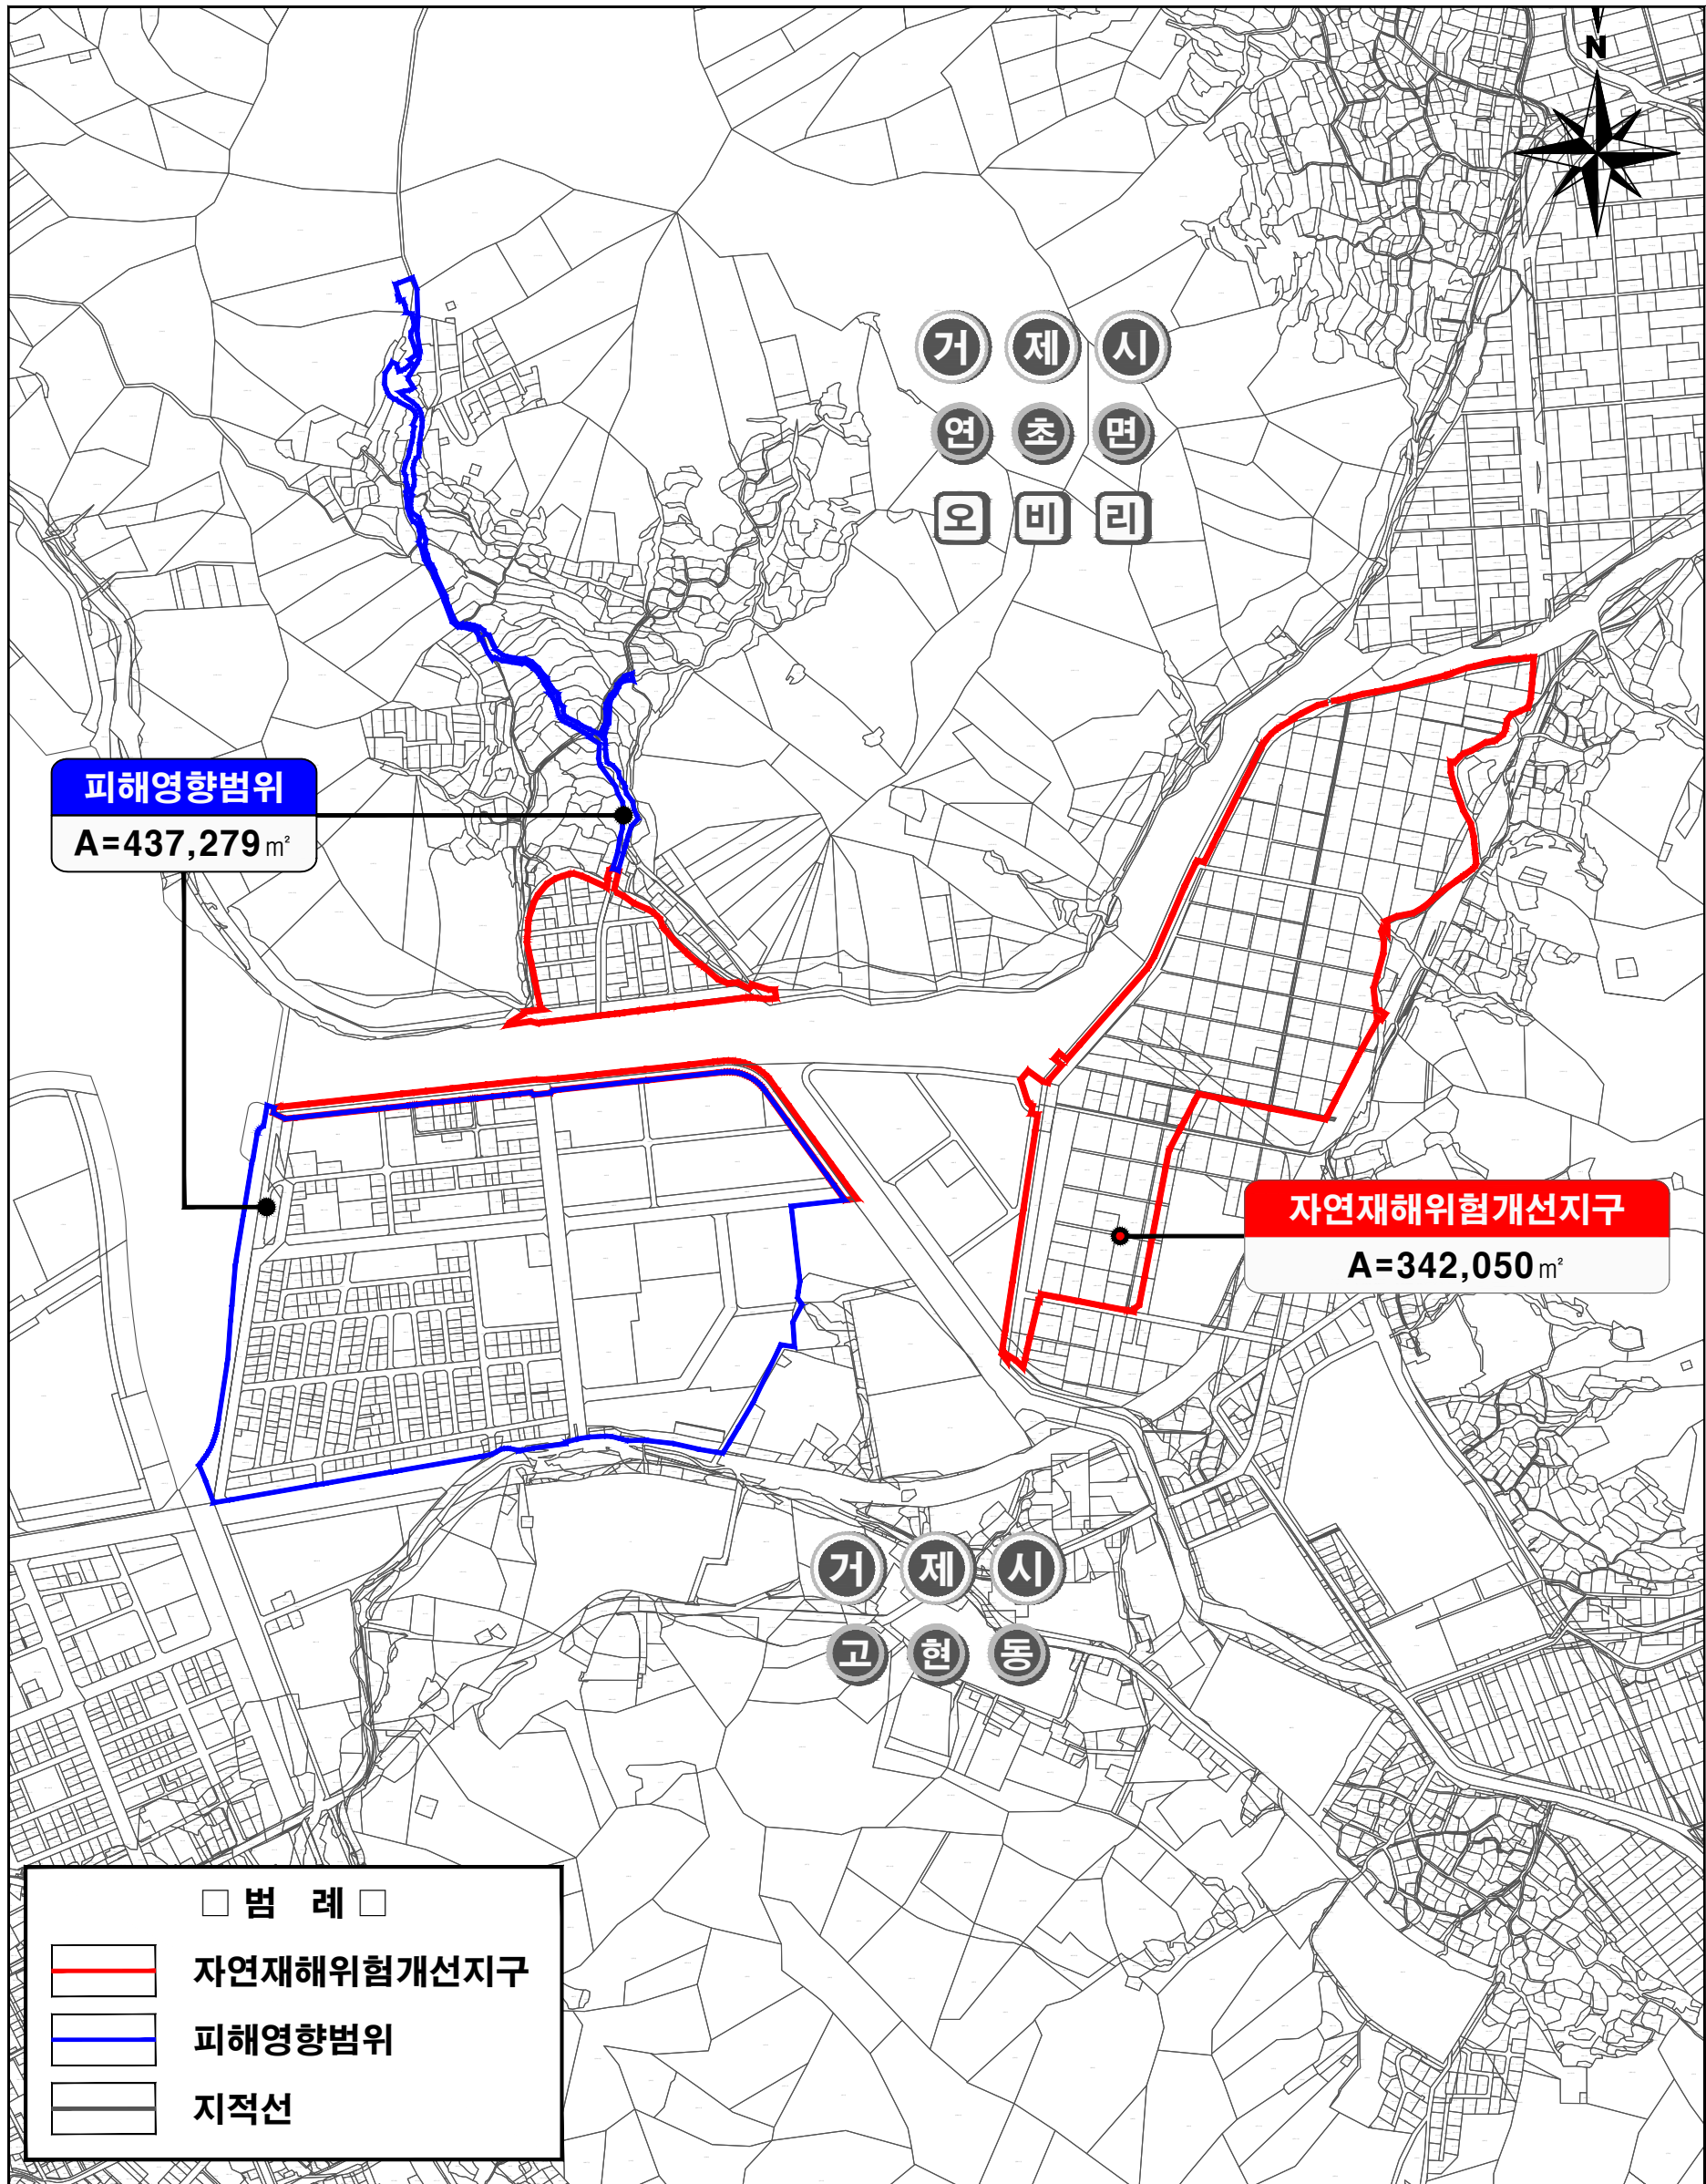 N
거제시
연초면
오비리
피해영향범위
A=437,279㎡
자연재해위험개선지구
A=342,050㎡
거제시
고현동
□ 범 례 □
자연재해위험개선지구
피해영향범위
지적선